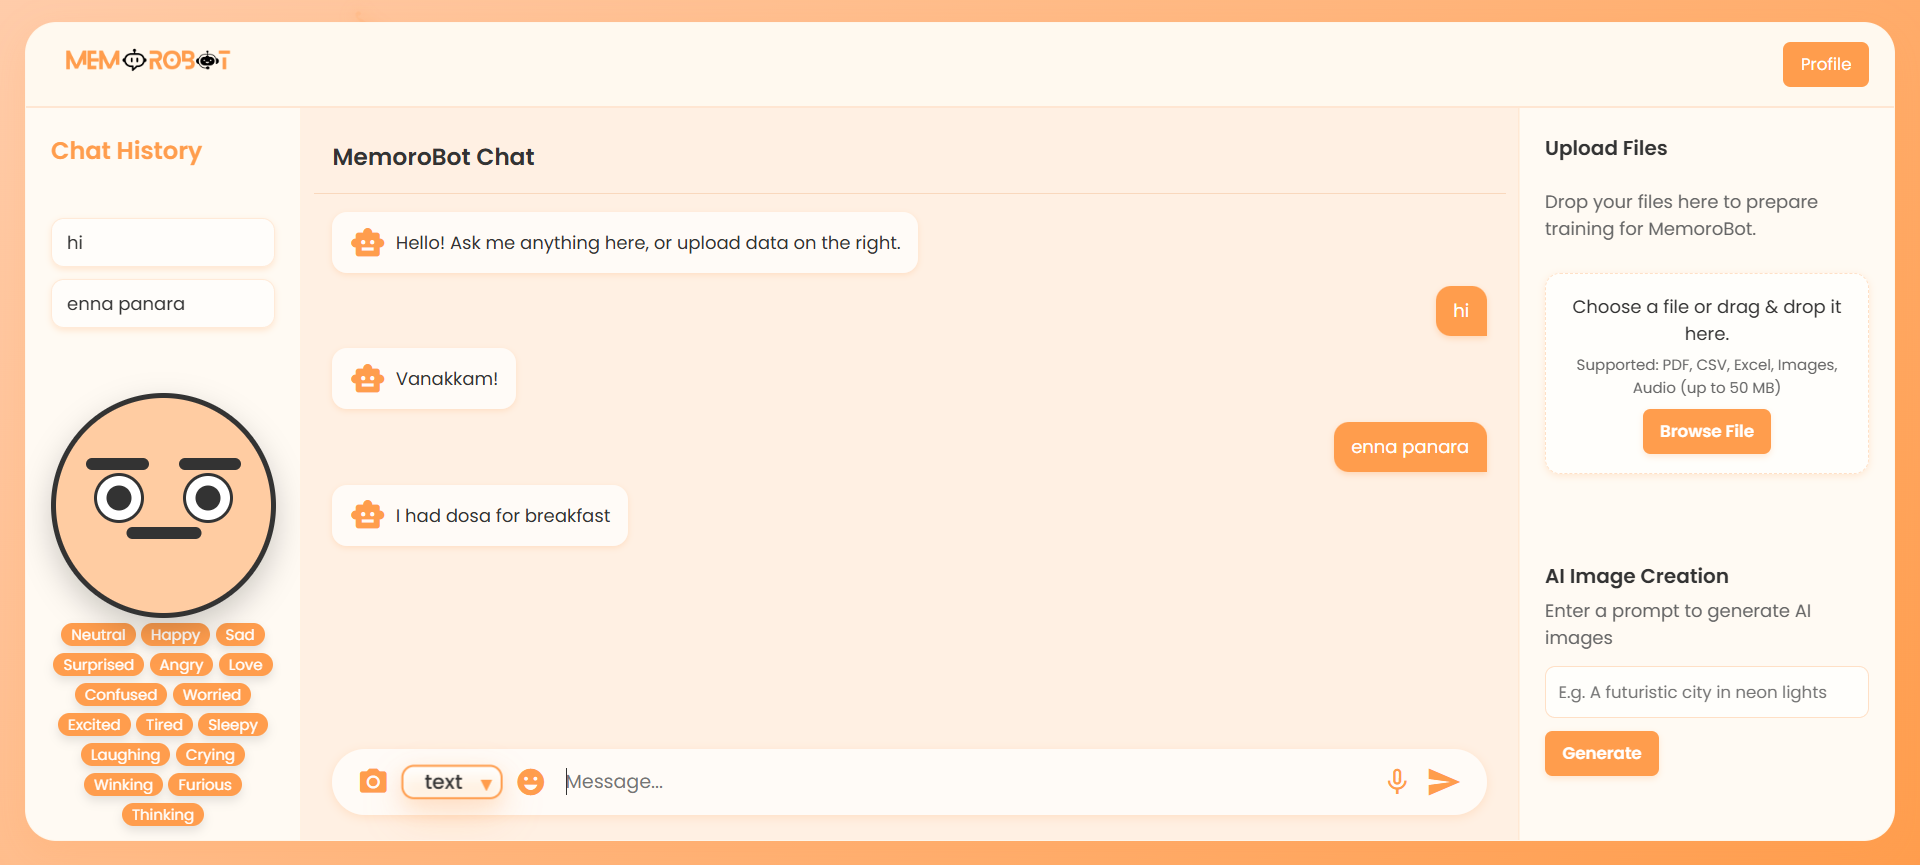 MEMOROBOT
Profile
Chat History
hi
enna panara
Neutral Happy Sad
Surprised Angry Love
Confused Worried
Excited Tired Sleepy
Laughing Crying
Winking Furious
Thinking
MemoroBot Chat
Hello! Ask me anything here, or upload data on the right.
hi
Vanakkam!
enna panara
I had dosa for breakfast
text
Message...
Upload Files
Drop your files here to prepare
training for MemoroBot.
Choose a file or drag & drop it
here.
Supported: PDF, CSV, Excel, Images,
Audio (up to 50 MB)
Browse File
AI Image Creation
Enter a prompt to generate AI
images
E.g. A futuristic city in neon lights
Generate